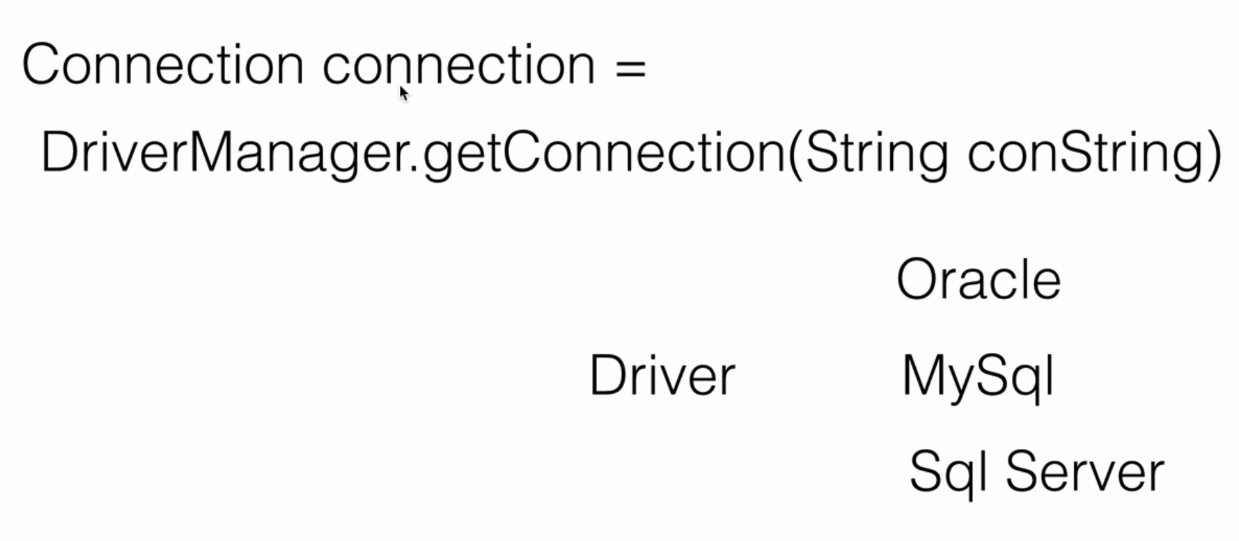 Connection connection =
DriverManager.getConnection(String conString)
Oracle
Driver MySql
Sql Server